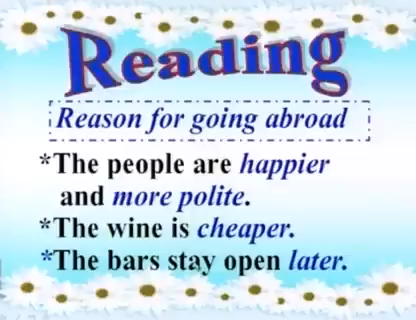 Reading
Reason for going abroad
*The people are happier
and more polite.
*The wine is cheaper.
*The bars stay open later.